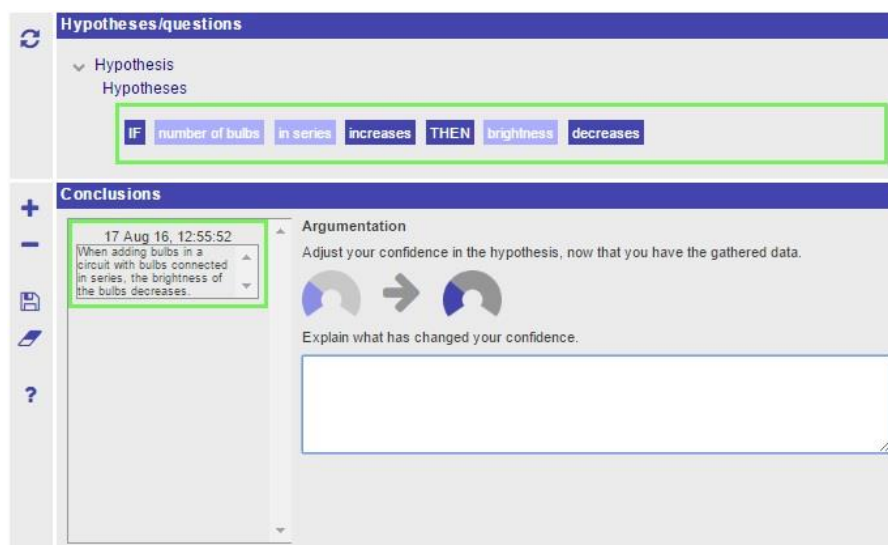 Hypotheses/questions
Hypothesis
Hypotheses
IF number of bulbs in series increases THEN brightness decreases
Conclusions
17 Aug 16, 12:55:52
When adding bulbs in a
circuit with bulbs connected
in series, the brightness of
the bulbs decreases.
Argumentation
Adjust your confidence in the hypothesis, now that you have the gathered data.
Explain what has changed your confidence.
?